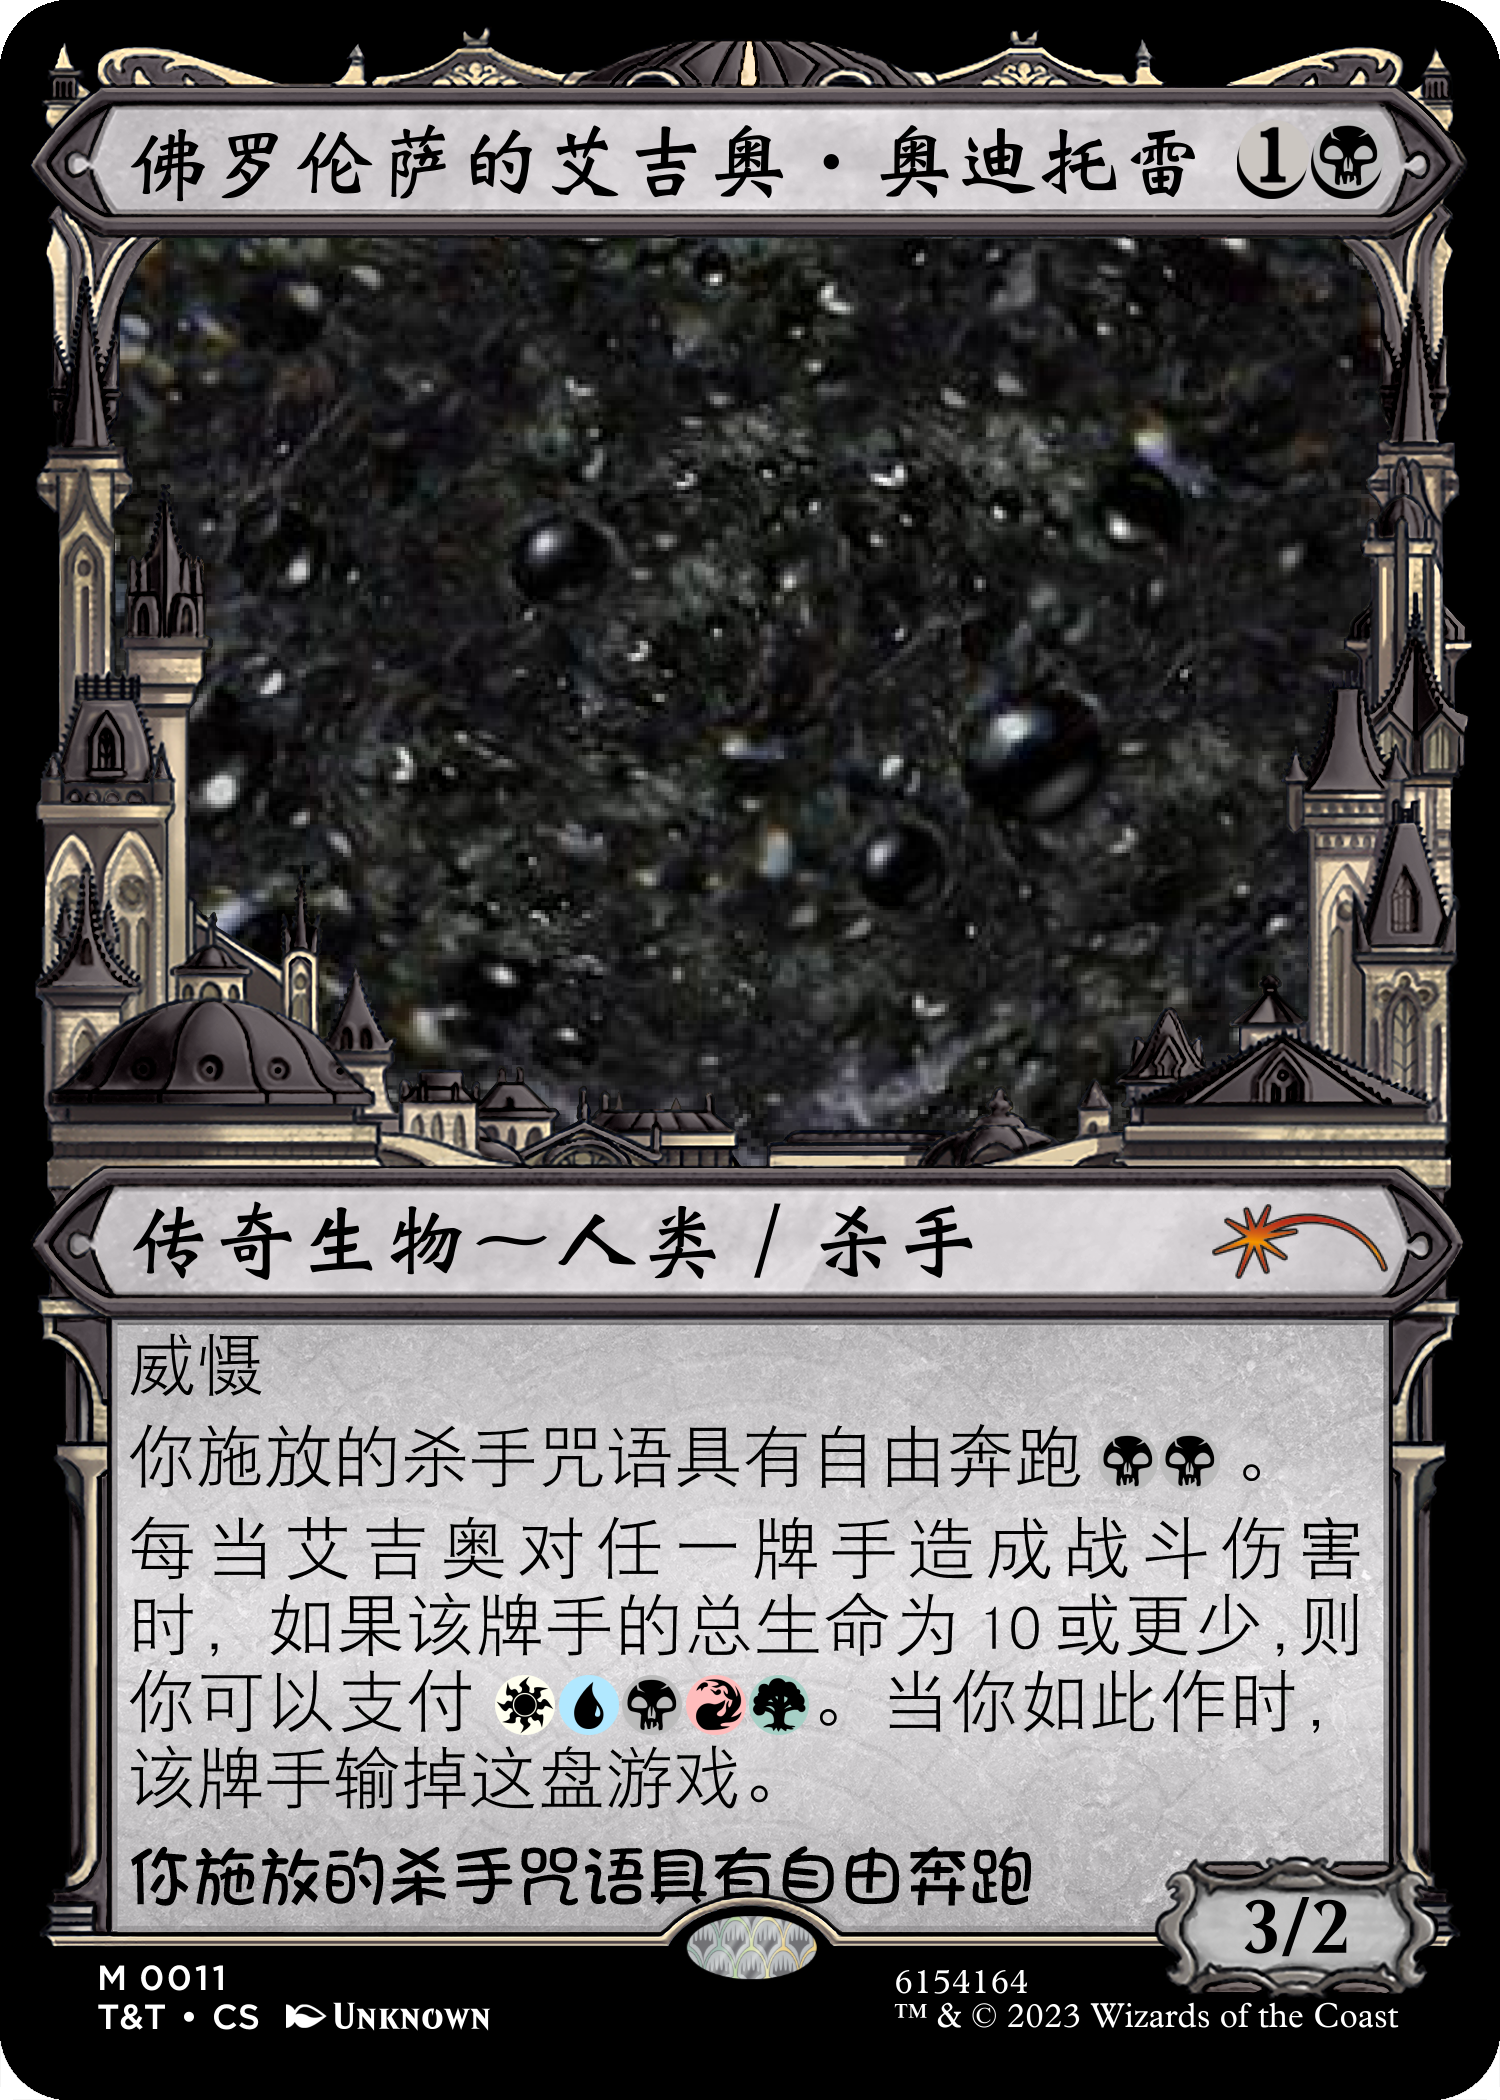 佛罗伦萨的艾吉奥·奥迪托雷 1
传奇生物～人类 / 杀手
威慑
你施放的杀手咒语具有自由奔跑 。
每当艾吉奥对任一牌手造成战斗伤害
时，如果该牌手的总生命为 10 或更少,则
你可以支付 。当你如此作时，
该牌手输掉这盘游戏。
你施放的杀手咒语具有自由奔跑
3/2
M 0011
T&T • CS UNKNOWN
6154164
™ & © 2023 Wizards of the Coast